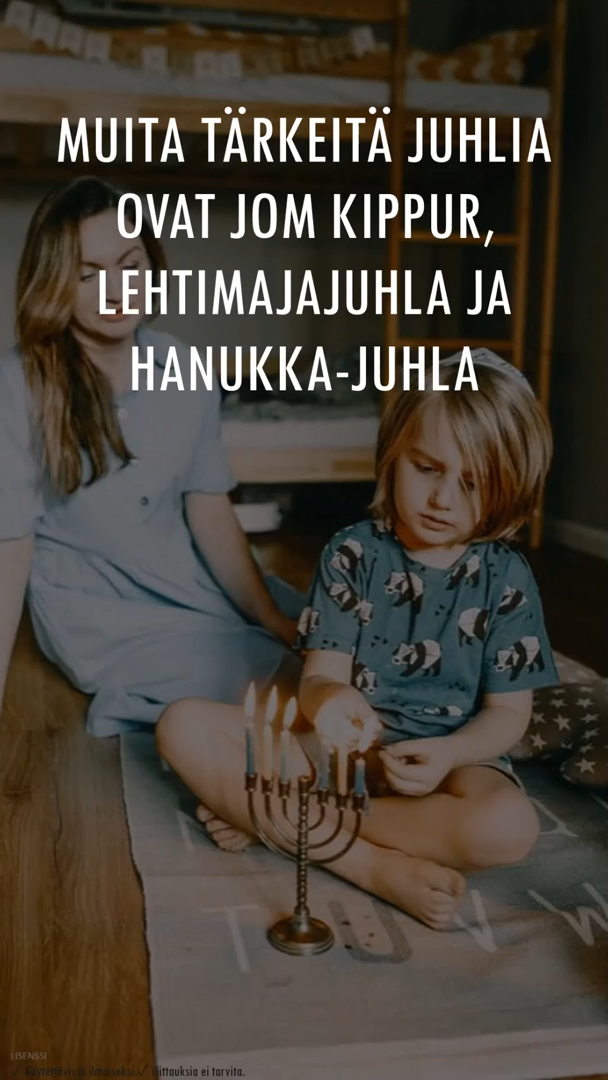 MUITA TÄRKEITÄ JUHLIA
OVAT JOM KIPPUR,
LEHTIMAJAJUHLA JA
HANUKKA-JUHLA
T U V W
LISENSSI
✓ Käytettävissä ilmaiseksi ✓ Viittauksia ei tarvita.